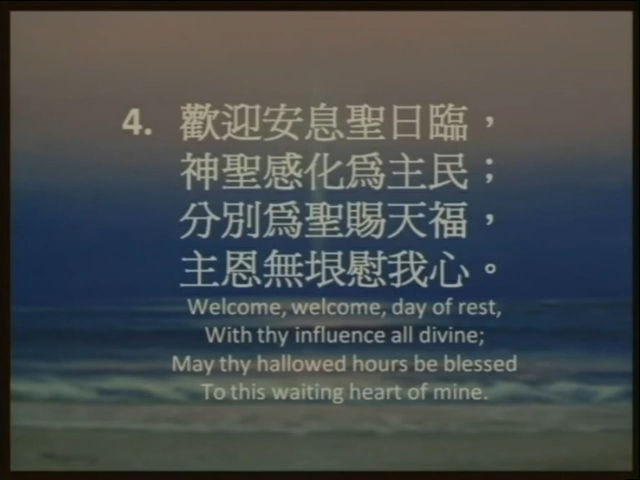 4. 歡迎安息聖日臨，
神聖感化爲主民；
分別爲聖賜天福，
主恩無垠慰我心。
Welcome, welcome, day of rest,
With thy influence all divine;
May thy hallowed hours be blessed
To this waiting heart of mine.